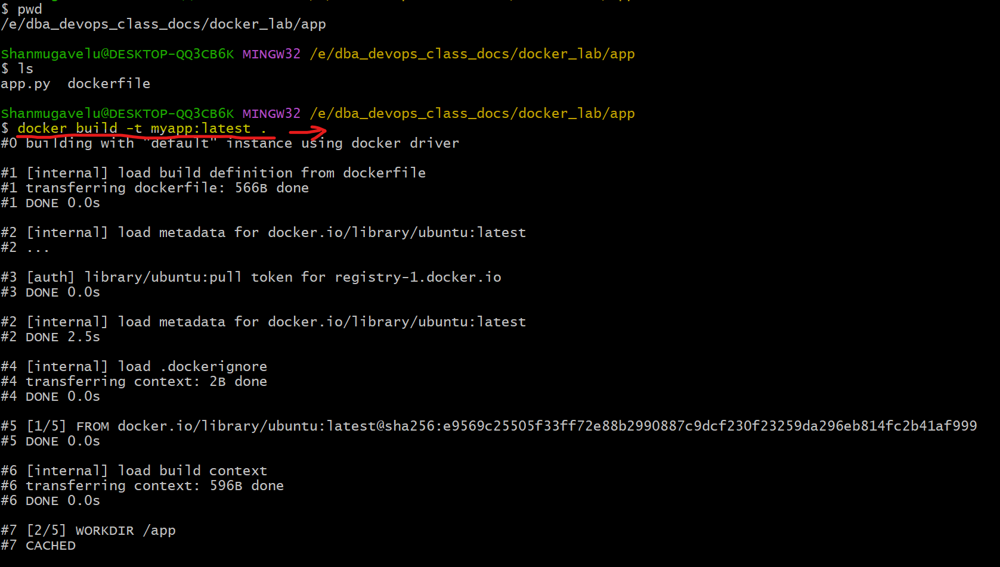 $ pwd
/e/dba_devops_class_docs/docker_lab/app
Shanmugavelu@DESKTOP-QQ3CB6K MINGW32 /e/dba_devops_class_docs/docker_lab/app
$ ls
app.py  dockerfile
Shanmugavelu@DESKTOP-QQ3CB6K MINGW32 /e/dba_devops_class_docs/docker_lab/app
$ docker build -t myapp:latest .
#0 building with "default" instance using docker driver
#1 [internal] load build definition from dockerfile
#1 transferring dockerfile: 566B done
#1 DONE 0.0s
#2 [internal] load metadata for docker.io/library/ubuntu:latest
#2 ...
#3 [auth] library/ubuntu:pull token for registry-1.docker.io
#3 DONE 0.0s
#2 [internal] load metadata for docker.io/library/ubuntu:latest
#2 DONE 2.5s
#4 [internal] load .dockerignore
#4 transferring context: 2B done
#4 DONE 0.0s
#5 [1/5] FROM docker.io/library/ubuntu:latest@sha256:e9569c25505f33ff72e88b2990887c9dcf230f23259da296eb814fc2b41af999
#5 DONE 0.0s
#6 [internal] load build context
#6 transferring context: 596B done
#6 DONE 0.0s
#7 [2/5] WORKDIR /app
#7 CACHED